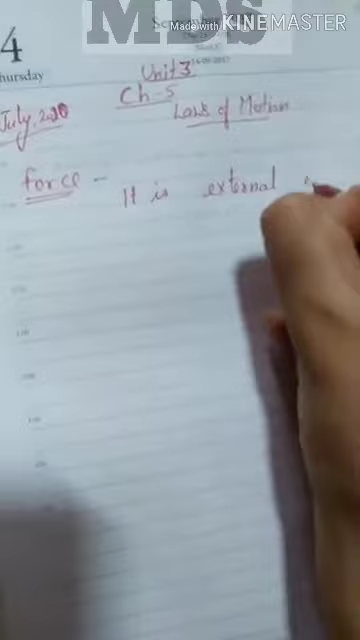 MDS
Made with KINEMASTER
4
Thursday
Unit 3
Ch-5
July, 2020
Laws of Motion
force - It is external